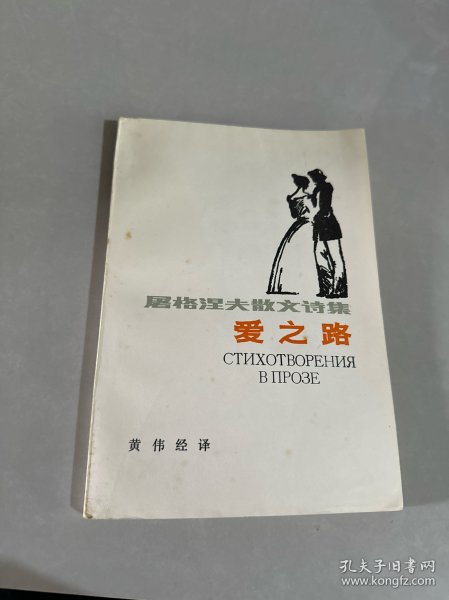 屠格涅夫散文诗集
爱之路
СТИХОТВОРЕНИЯ
В ПРОЗЕ
黄伟经译
孔夫子旧书网
www.kongfz.com